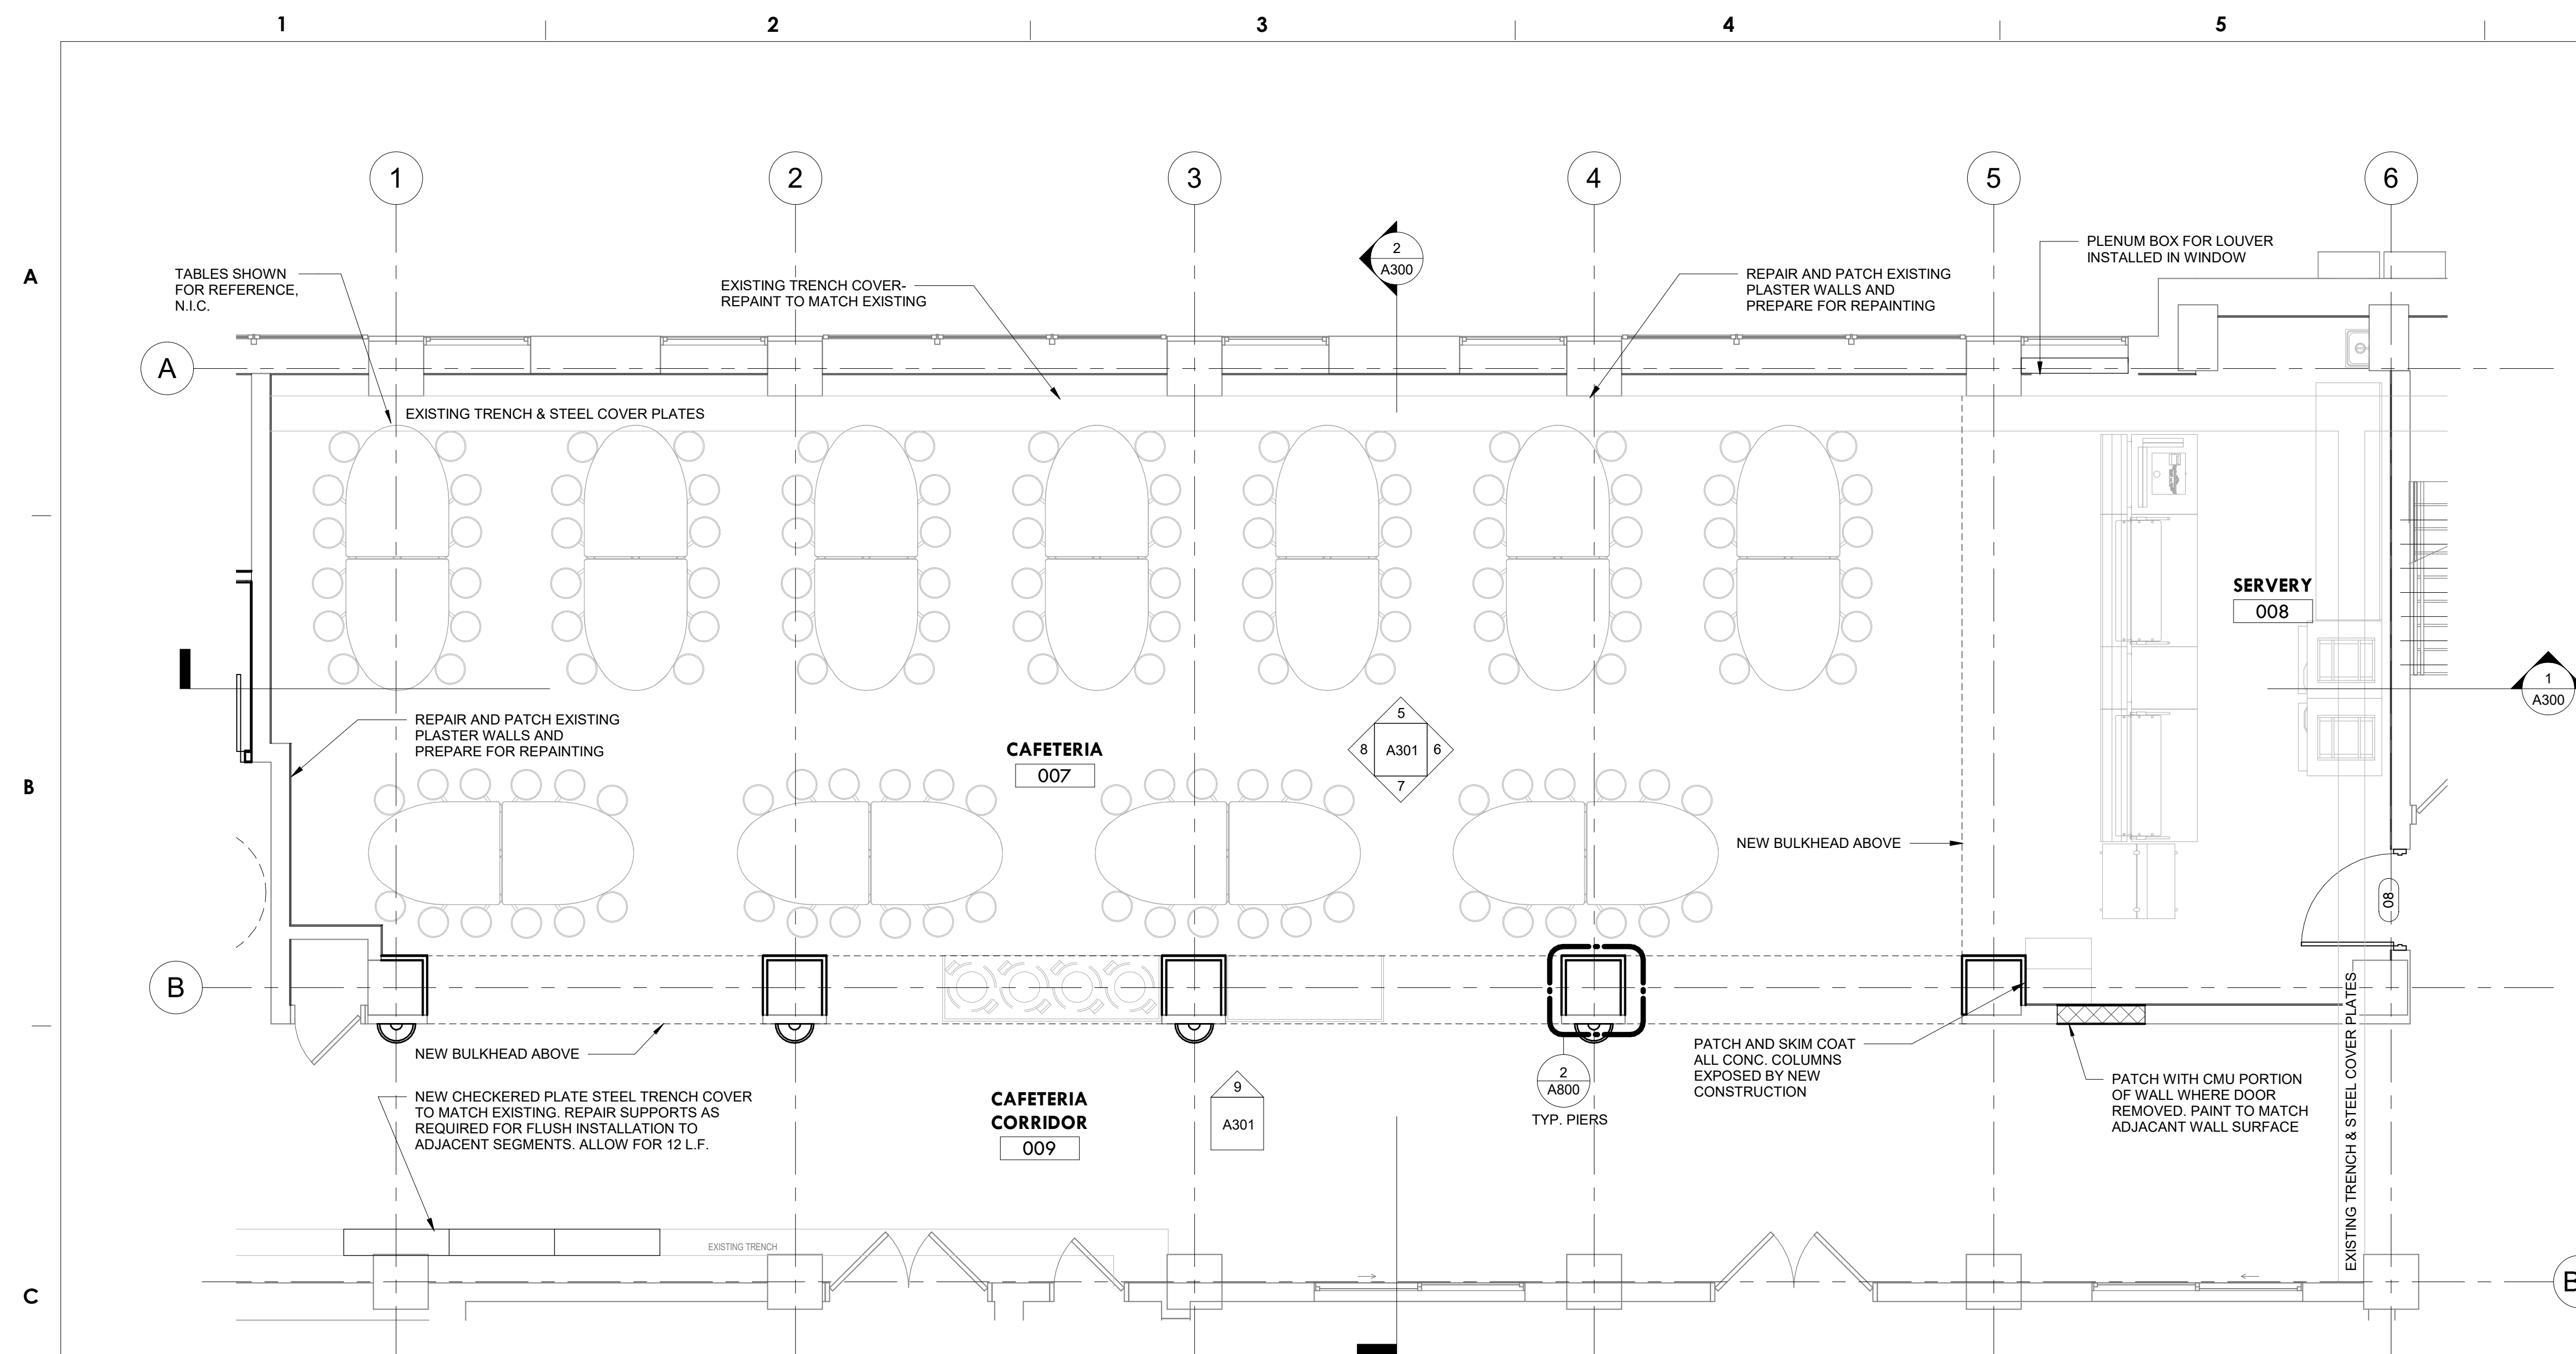 1 2 3 4 5
A
B
C
1 2 3 4 5 6
2
A300
PLENUM BOX FOR LOUVER
INSTALLED IN WINDOW
TABLES SHOWN
FOR REFERENCE,
N.I.C.
EXISTING TRENCH COVER-
REPAINT TO MATCH EXISTING
REPAIR AND PATCH EXISTING
PLASTER WALLS AND
PREPARE FOR REPAINTING
A
EXISTING TRENCH & STEEL COVER PLATES
SERVERY
008
1
A300
REPAIR AND PATCH EXISTING
PLASTER WALLS AND
PREPARE FOR REPAINTING
CAFETERIA
007
5
8 A301 6
7
NEW BULKHEAD ABOVE
08
B
NEW BULKHEAD ABOVE
NEW CHECKERED PLATE STEEL TRENCH COVER
TO MATCH EXISTING. REPAIR SUPPORTS AS
REQUIRED FOR FLUSH INSTALLATION TO
ADJACENT SEGMENTS. ALLOW FOR 12 L.F.
CAFETERIA
CORRIDOR
009
9
A301
2
A800
TYP. PIERS
PATCH AND SKIM COAT
ALL CONC. COLUMNS
EXPOSED BY NEW
CONSTRUCTION
PATCH WITH CMU PORTION
OF WALL WHERE DOOR
REMOVED. PAINT TO MATCH
ADJACANT WALL SURFACE
EXISTING TRENCH & STEEL COVER PLATES
EXISTING TRENCH